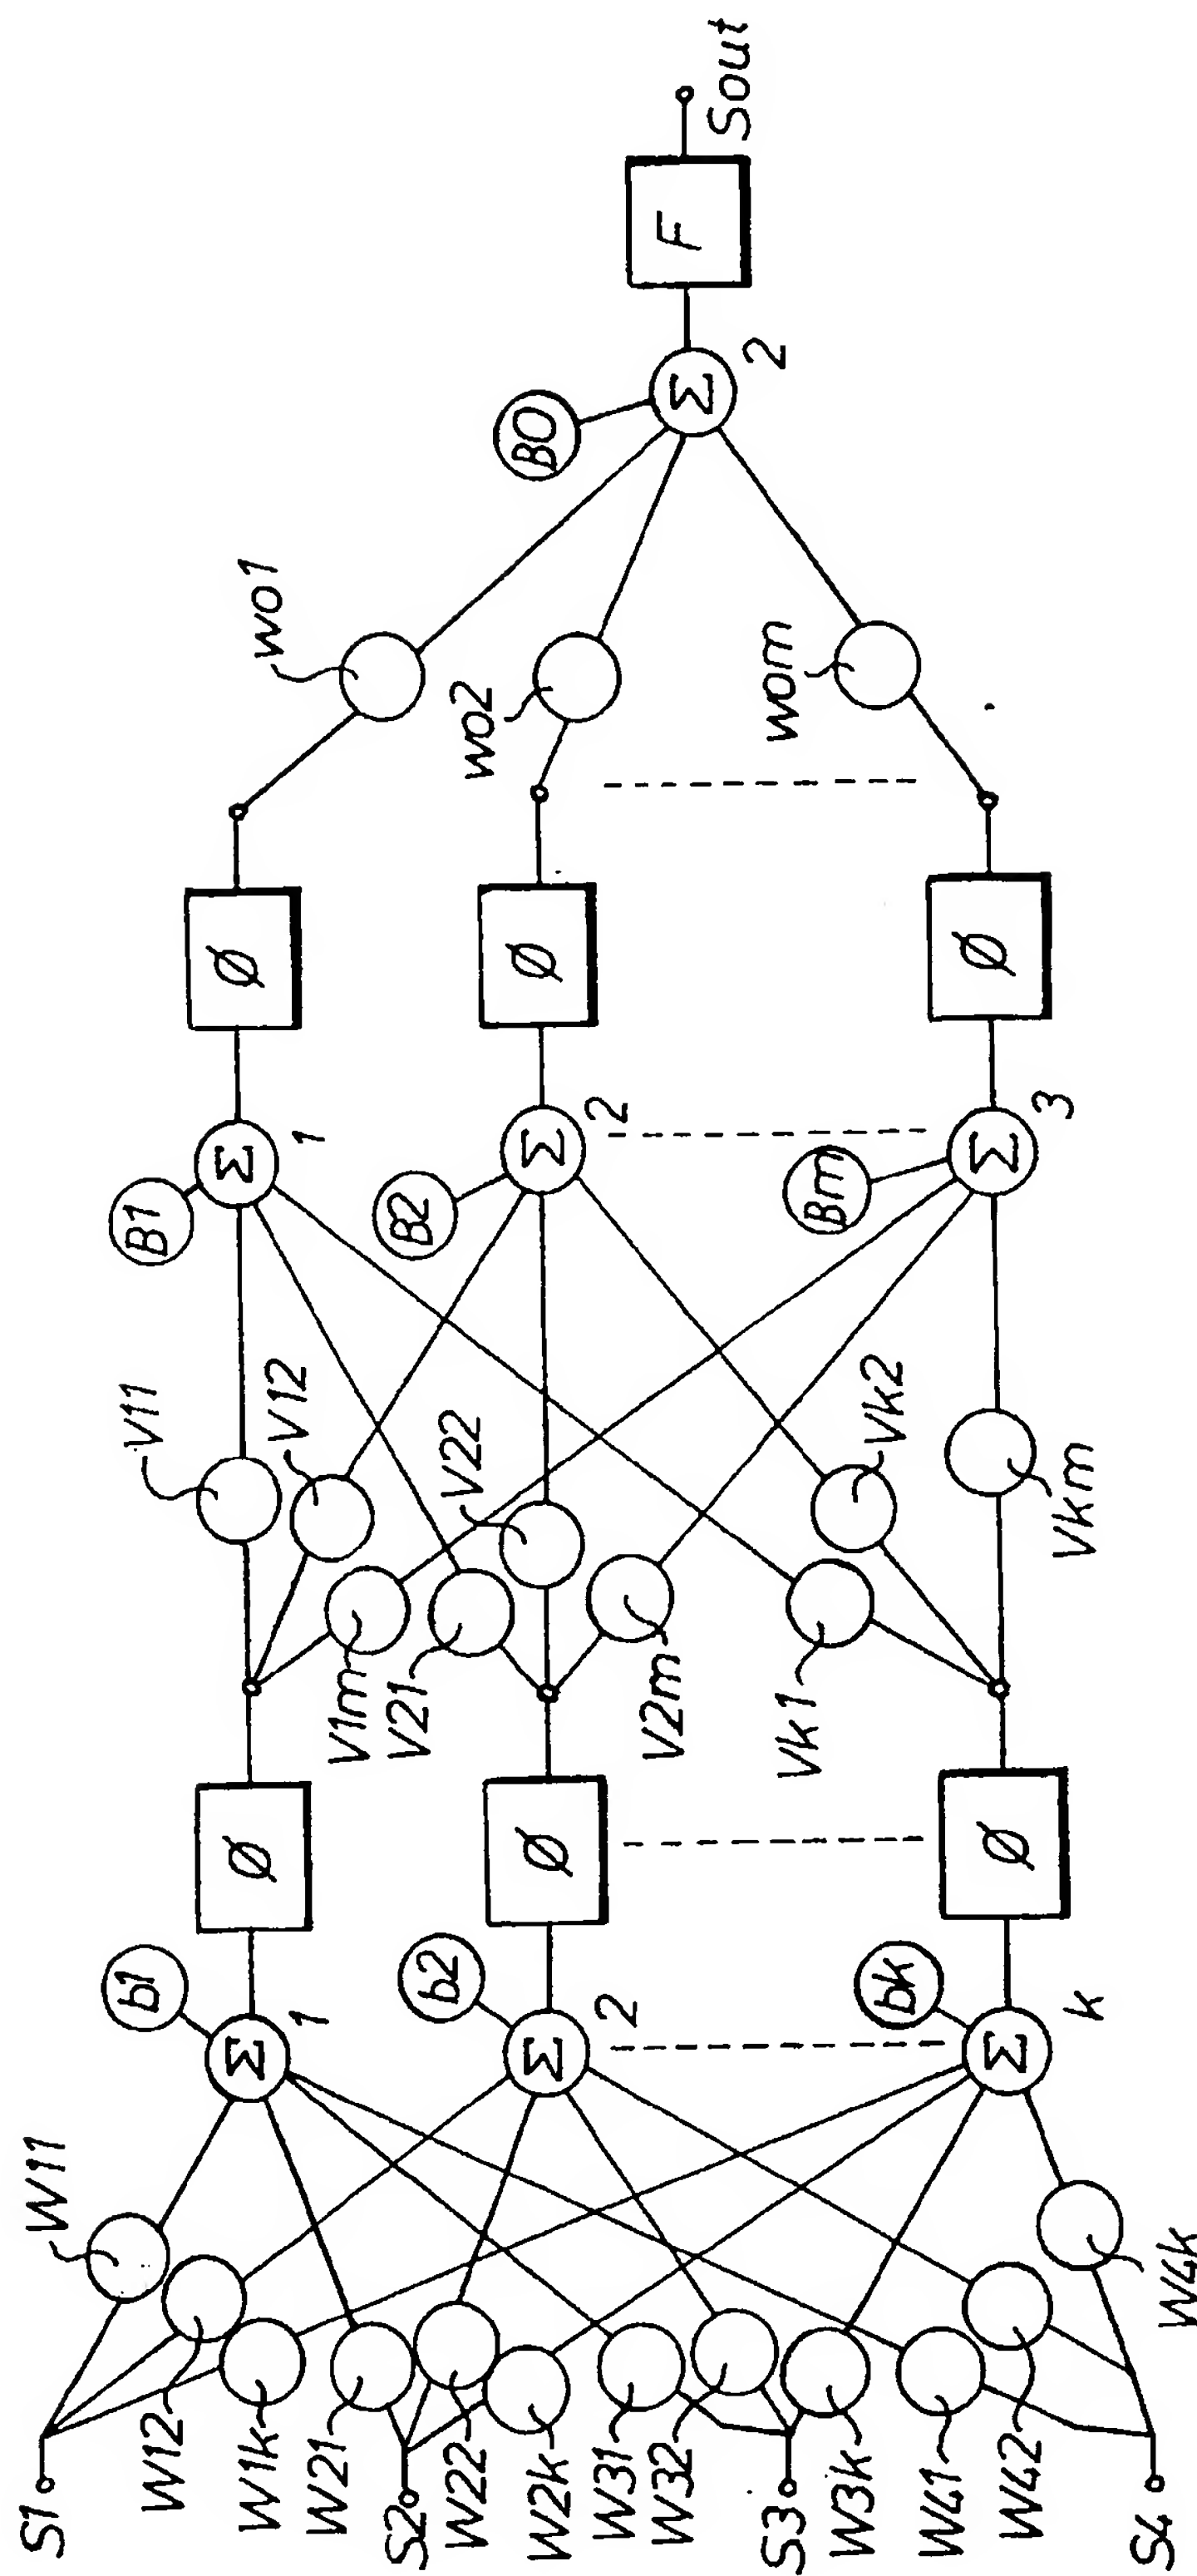 S1
S2
S3
S4
W11
W12
W1k
W21
W22
W2k
W31
W32
W3k
W41
W42
W4k
b1
b2
bk
Σ
1
Σ
2
Σ
k
Ø
Ø
Ø
V11
V12
V1m
V21
V22
V2m
Vk1
Vk2
Vkm
B1
B2
Bm
Σ
1
Σ
2
Σ
3
Ø
Ø
Ø
wo1
wo2
wom
BO
Σ
2
F
Sout